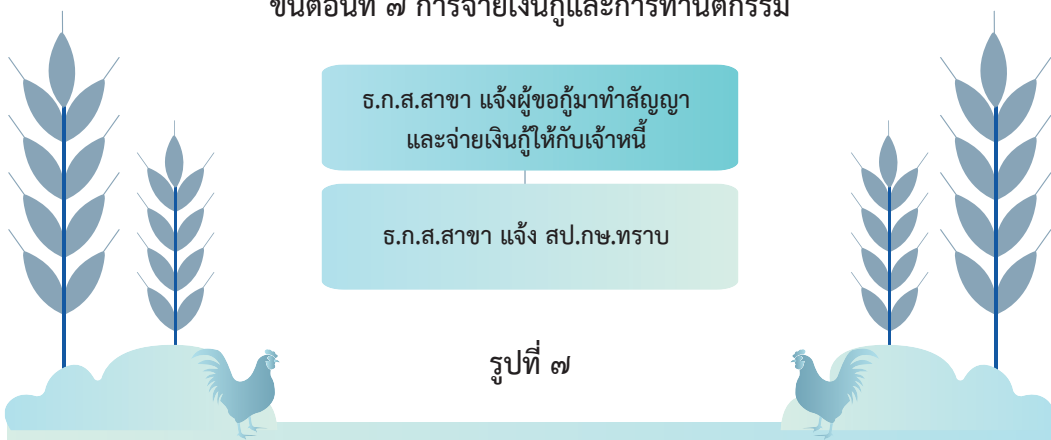 ขั้นตอนที่ ๗ การจ่ายเงินกู้และการทำนิติกรรม
ธ.ก.ส.สาขา แจ้งผู้ขอกู้มาทำสัญญา
และจ่ายเงินกู้ให้กับเจ้าหนี้
ธ.ก.ส.สาขา แจ้ง สป.กษ.ทราบ
รูปที่ ๗